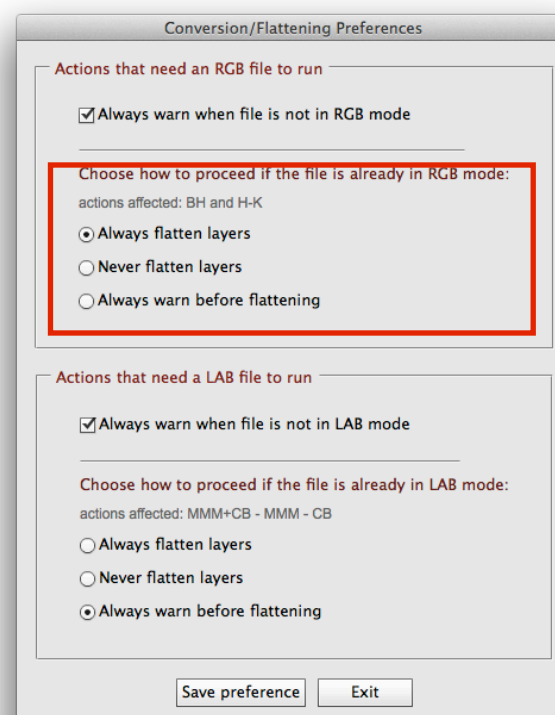 Conversion/Flattening Preferences
Actions that need an RGB file to run
Always warn when file is not in RGB mode
Choose how to proceed if the file is already in RGB mode:
actions affected: BH and H-K
Always flatten layers
Never flatten layers
Always warn before flattening
Actions that need a LAB file to run
Always warn when file is not in LAB mode
Choose how to proceed if the file is already in LAB mode:
actions affected: MMM+CB - MMM - CB
Always flatten layers
Never flatten layers
Always warn before flattening
Save preference Exit